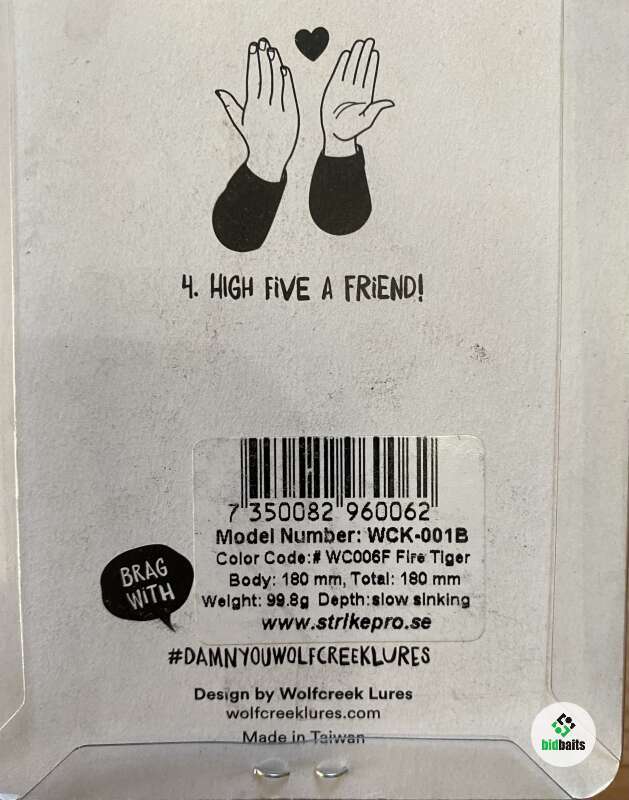 4. HIGH FIVE A FRIEND!
7 350082 960062
Model Number: WCK-001B
Color Code:# WC006F Fire Tiger
Body: 180 mm, Total: 180 mm
Weight: 99.8g Depth:slow sinking
www.strikepro.se
BRAG
WITH
#DAMNYOUWOLFCREEKLURES
Design by Wolfcreek Lures
wolfcreeklures.com
Made in Taiwan
bidbaits